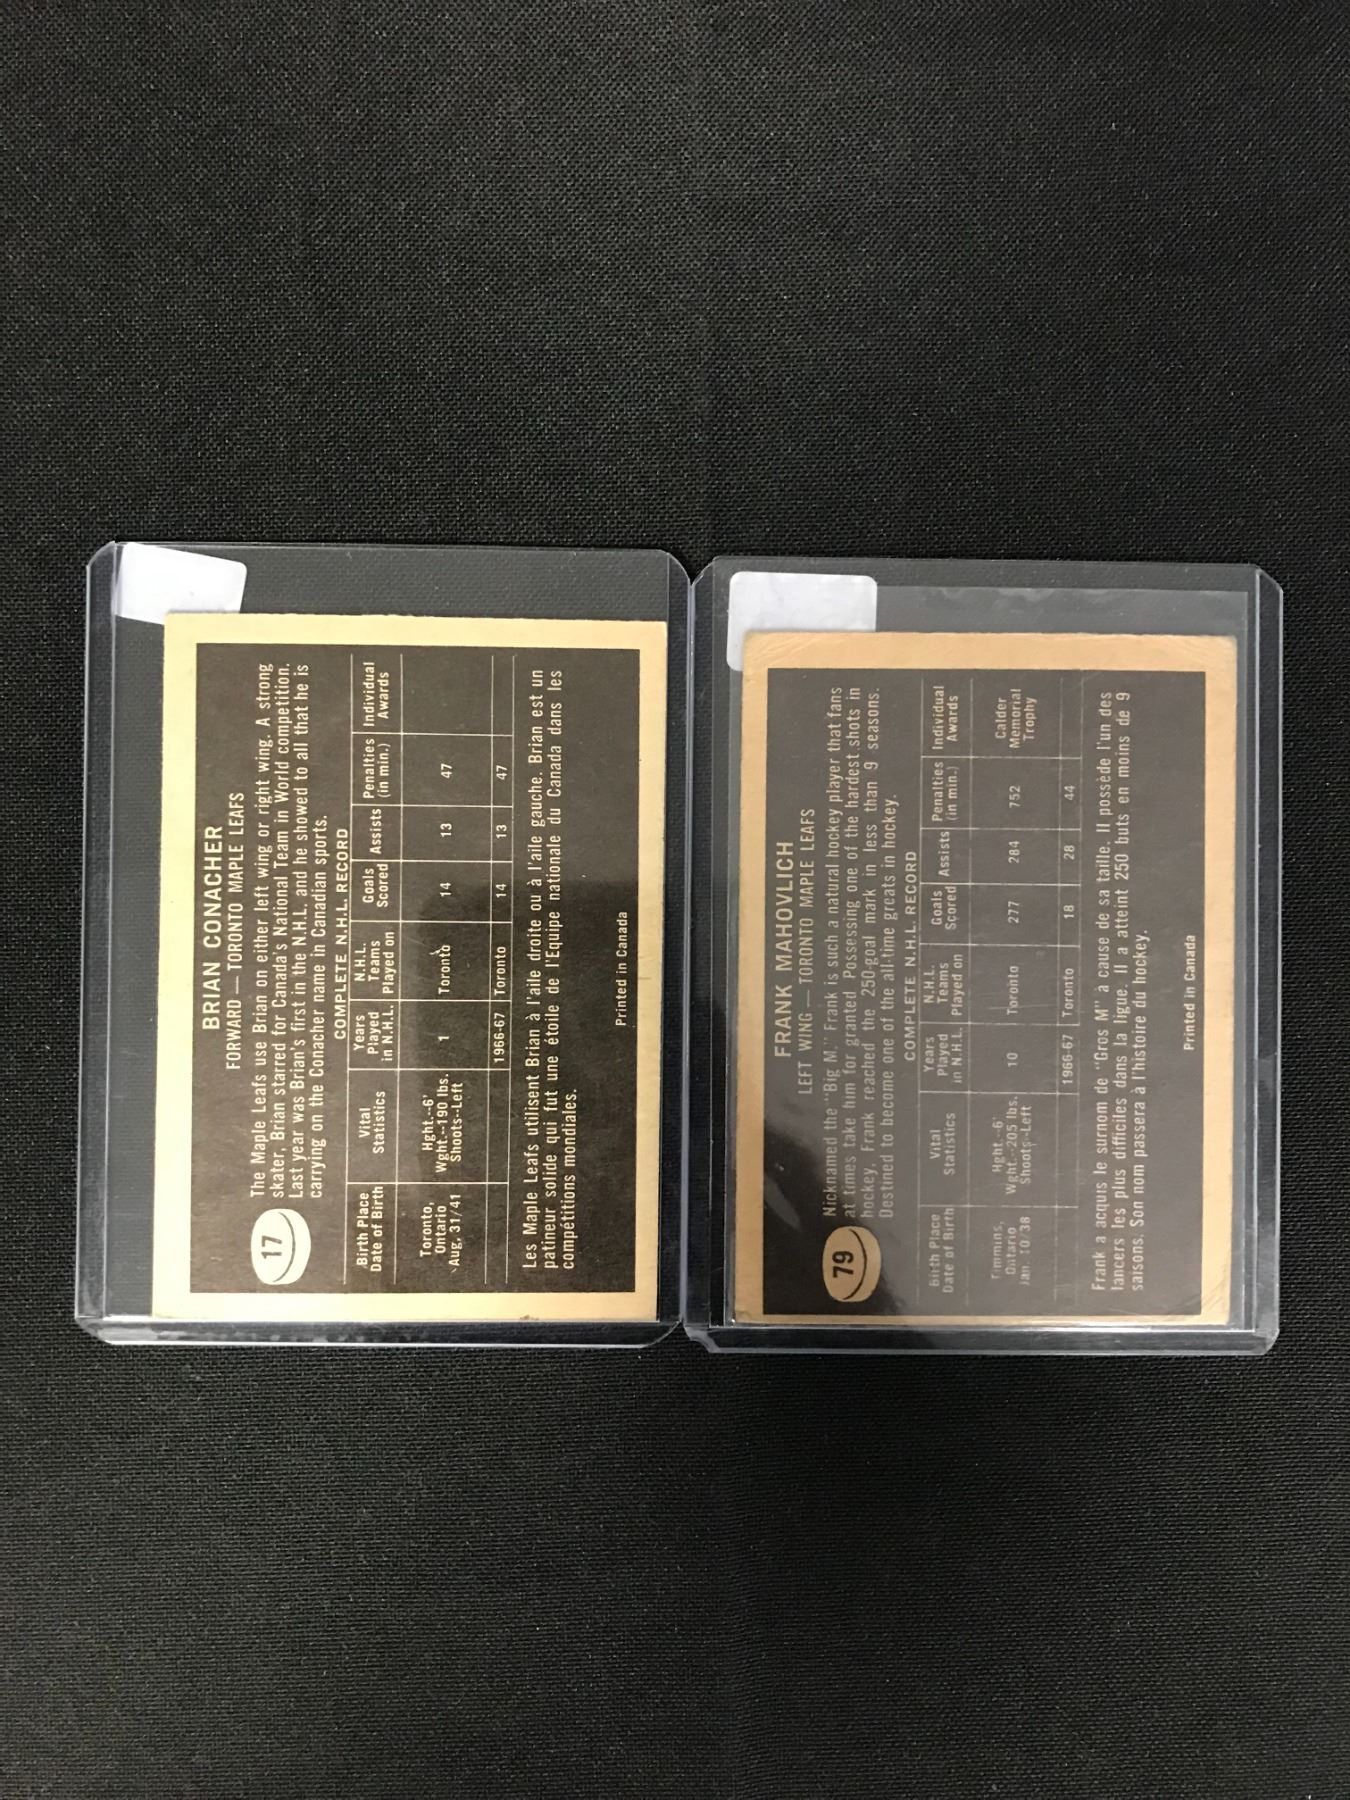 BRIAN CONACHER
FORWARD — TORONTO MAPLE LEAFS
17
The Maple Leafs use Brian on either left wing or right wing. A strong
skater, Brian starred for Canada's National Team in World competition.
Last year was Brian's first in the N.H.L. and he showed to all that he is
carrying on the Conacher name in Canadian sports.
COMPLETE N.H.L. RECORD
Birth Place Date of Birth | Vital Statistics | Years Played in N.H.L. | N.H.L. Teams Played on | Goals Scored | Assists | Penalties (in min.) | Individual Awards
Toronto, Ontario Aug, 31/41 | Hght.--6' Wght.--190 lbs. Shoots--Left | 1 | Toronto | 14 | 13 | 47
1966-67 | Toronto | 14 | 13 | 47
Les Maple Leafs utilisent Brian à l'aile droite ou à l'aile gauche. Brian est un
patineur solide qui fut une étoile de l'Equipe nationale du Canada dans les
compétitions mondiales.
Printed in Canada
FRANK MAHOVLICH
LEFT WING — TORONTO MAPLE LEAFS
79
Nicknamed the "Big M," Frank is such a natural hockey player that fans
at times take him for granted. Possessing one of the hardest shots in
hockey, Frank reached the 250-goal mark in less than 9 seasons.
Destined to become one of the all-time greats in hockey.
COMPLETE N.H.L. RECORD
Birth Place Date of Birth | Vital Statistics | Years Played in N.H.L. | N.H.L. Teams Played on | Goals Scored | Assists | Penalties (in min.) | Individual Awards
Timmins, Ontario Jan. 10/38 | Hght.--6' Wght.--205 lbs. Shoots--Left | 10 | Toronto | 277 | 284 | 752 | Calder Memorial Trophy
1966-67 | Toronto | 18 | 28 | 44
Frank a acquis le surnom de "Gros M" à cause de sa taille. Il possède l'un des
lancers les plus difficiles dans la ligue. Il a atteint 250 buts en moins de 9
saisons. Son nom passera à l'histoire du hockey.
Printed in Canada